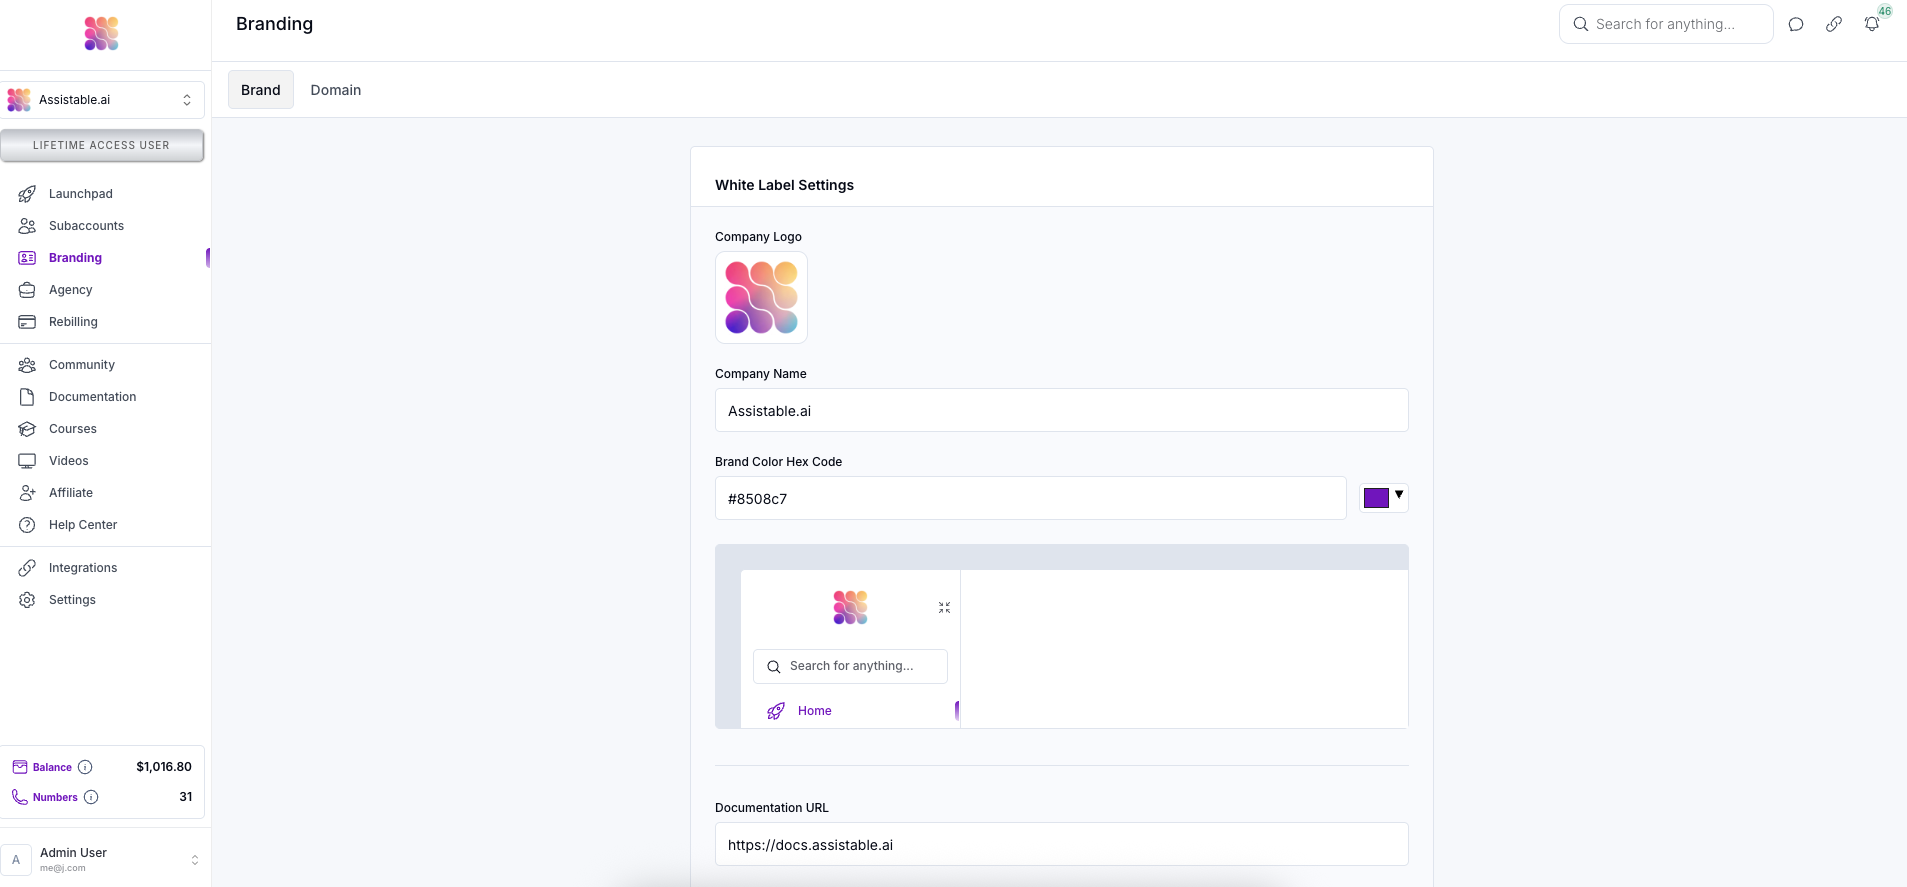 Branding
Search for anything...
46
Assistable.ai
LIFETIME ACCESS USER
Launchpad
Subaccounts
Branding
Agency
Rebilling
Community
Documentation
Courses
Videos
Affiliate
Help Center
Integrations
Settings
Balance $1,016.80
Numbers 31
A
Admin User
me@j.com
Brand Domain
White Label Settings
Company Logo
Company Name
Assistable.ai
Brand Color Hex Code
#8508c7
Search for anything...
Home
Documentation URL
https://docs.assistable.ai